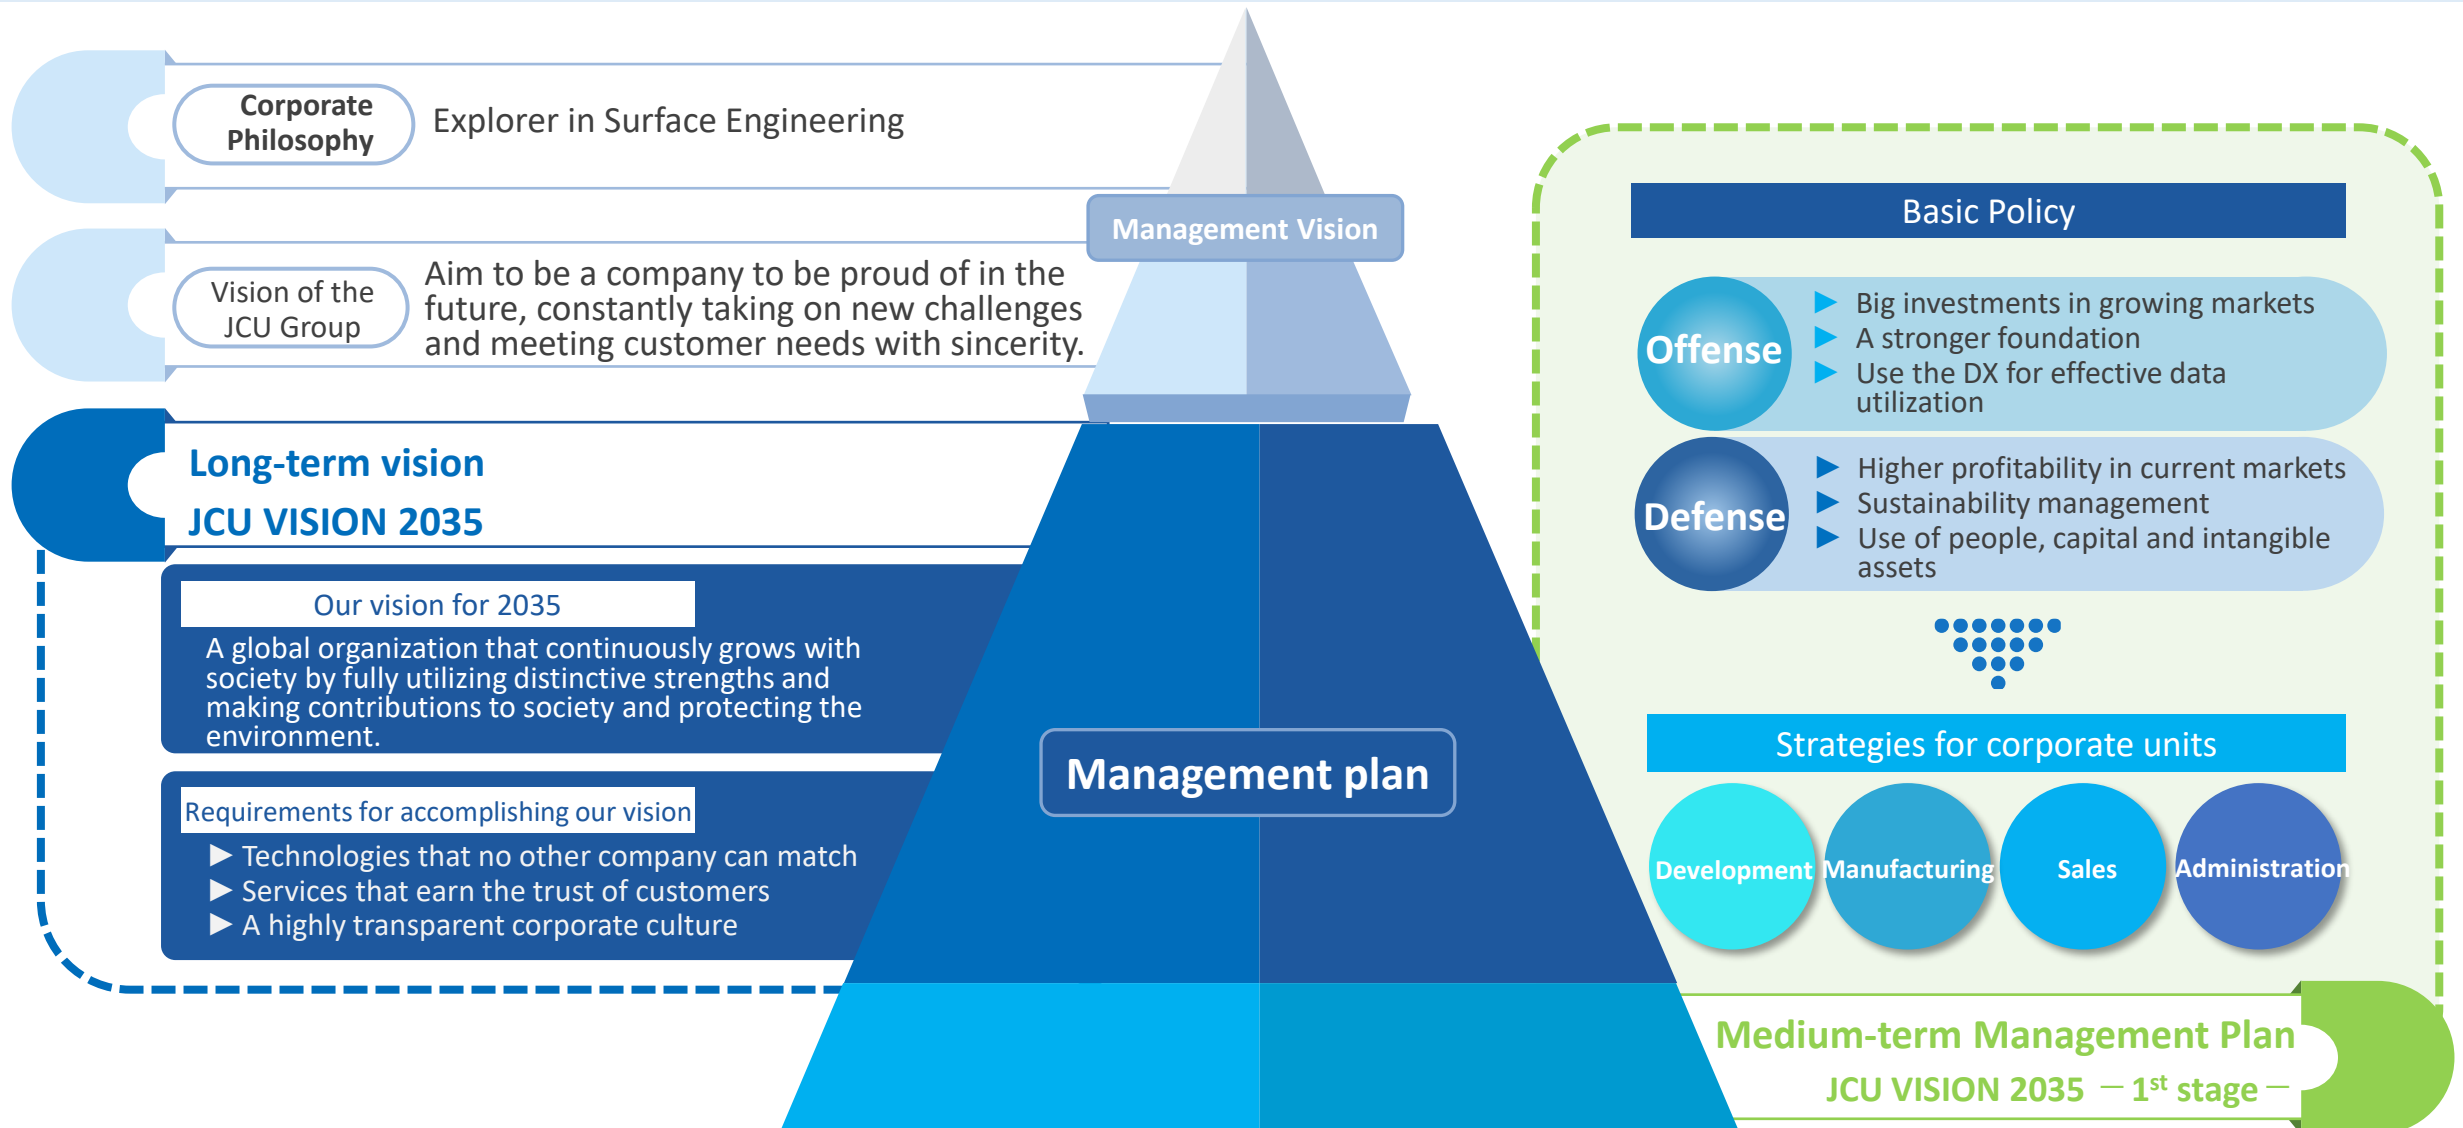 Corporate
Philosophy
Explorer in Surface Engineering
Management Vision
Vision of the
JCU Group
Aim to be a company to be proud of in the
future, constantly taking on new challenges
and meeting customer needs with sincerity.
Long-term vision
JCU VISION 2035
Our vision for 2035
A global organization that continuously grows with
society by fully utilizing distinctive strengths and
making contributions to society and protecting the
environment.
Requirements for accomplishing our vision
► Technologies that no other company can match
► Services that earn the trust of customers
► A highly transparent corporate culture
Management plan
Basic Policy
Offense
► Big investments in growing markets
► A stronger foundation
► Use the DX for effective data
utilization
Defense
► Higher profitability in current markets
► Sustainability management
► Use of people, capital and intangible
assets
Strategies for corporate units
Development
Manufacturing
Sales
Administration
Medium-term Management Plan
JCU VISION 2035 － 1st stage －